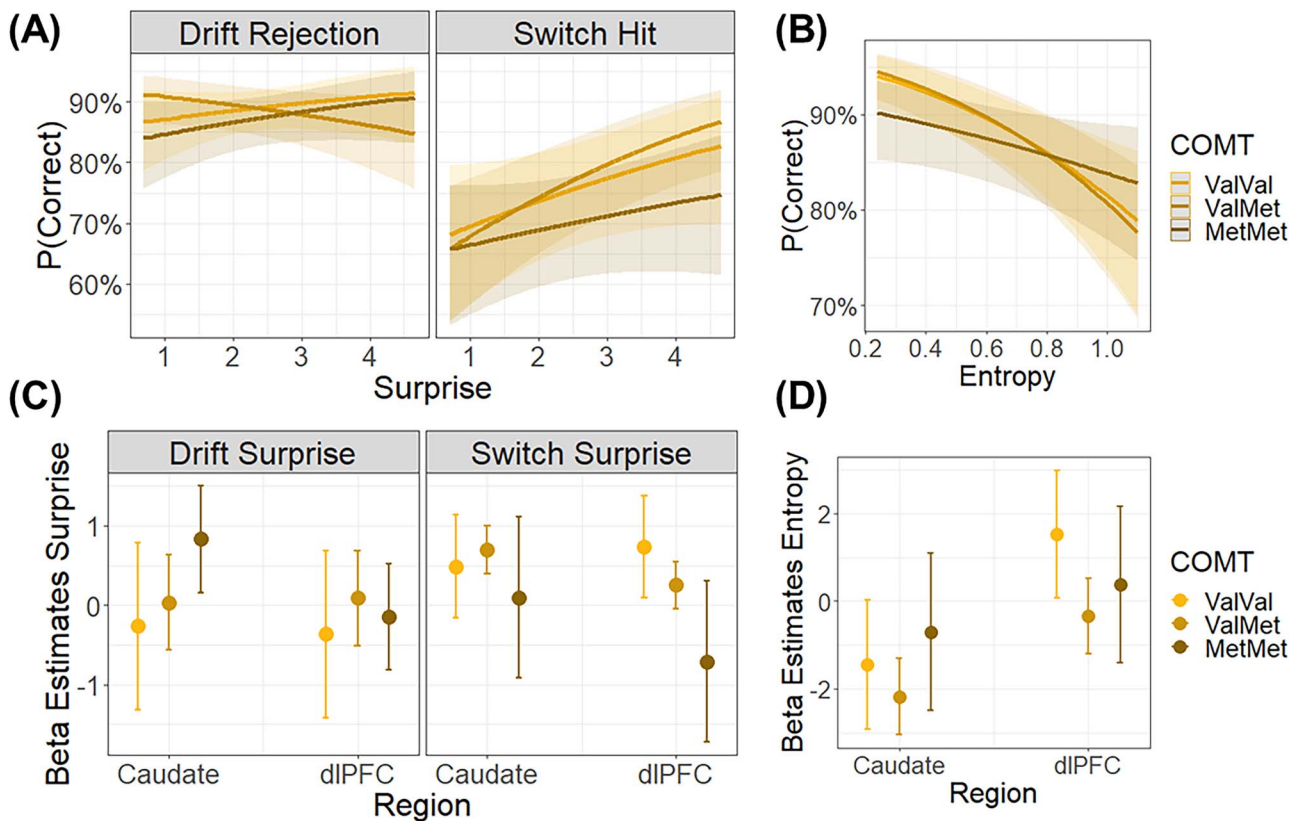 (A)
Drift Rejection Switch Hit
P(Correct)
90%
80%
70%
60%
1 2 3 4 1 2 3 4
Surprise
(B)
P(Correct)
90%
80%
70%
0.2 0.4 0.6 0.8 1.0
Entropy
COMT
ValVal
ValMet
MetMet
(C)
Drift Surprise Switch Surprise
Beta Estimates Surprise
1
0
-1
Caudate dlPFC Caudate dlPFC
Region
(D)
Beta Estimates Entropy
2
0
-2
Caudate dlPFC
Region
COMT
ValVal
ValMet
MetMet